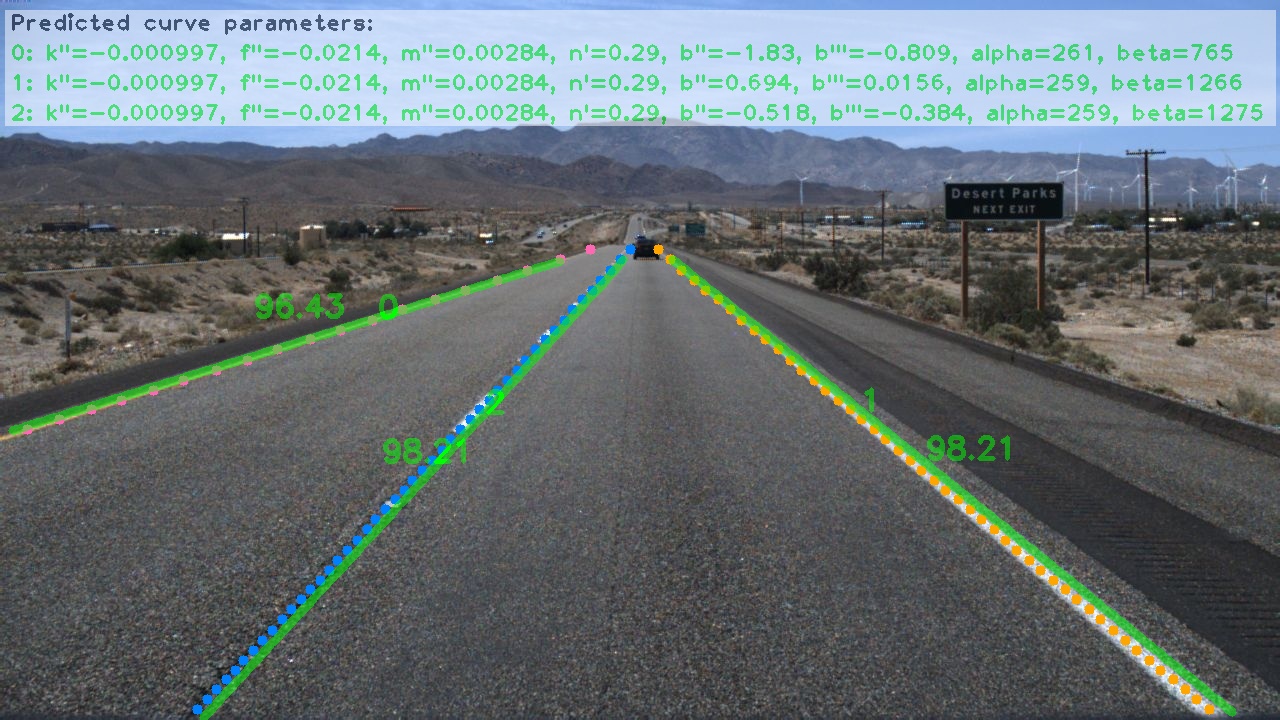 Predicted curve parameters:
0: k''=-0.000997, f''=-0.0214, m''=0.00284, n'=0.29, b''=-1.83, b'''=-0.809, alpha=261, beta=765
1: k''=-0.000997, f''=-0.0214, m''=0.00284, n'=0.29, b''=0.694, b'''=0.0156, alpha=259, beta=1266
2: k''=-0.000997, f''=-0.0214, m''=0.00284, n'=0.29, b''=-0.518, b'''=-0.384, alpha=259, beta=1275
Desert Parks
NEXT EXIT
96.43 0
2
1
98.21
98.21